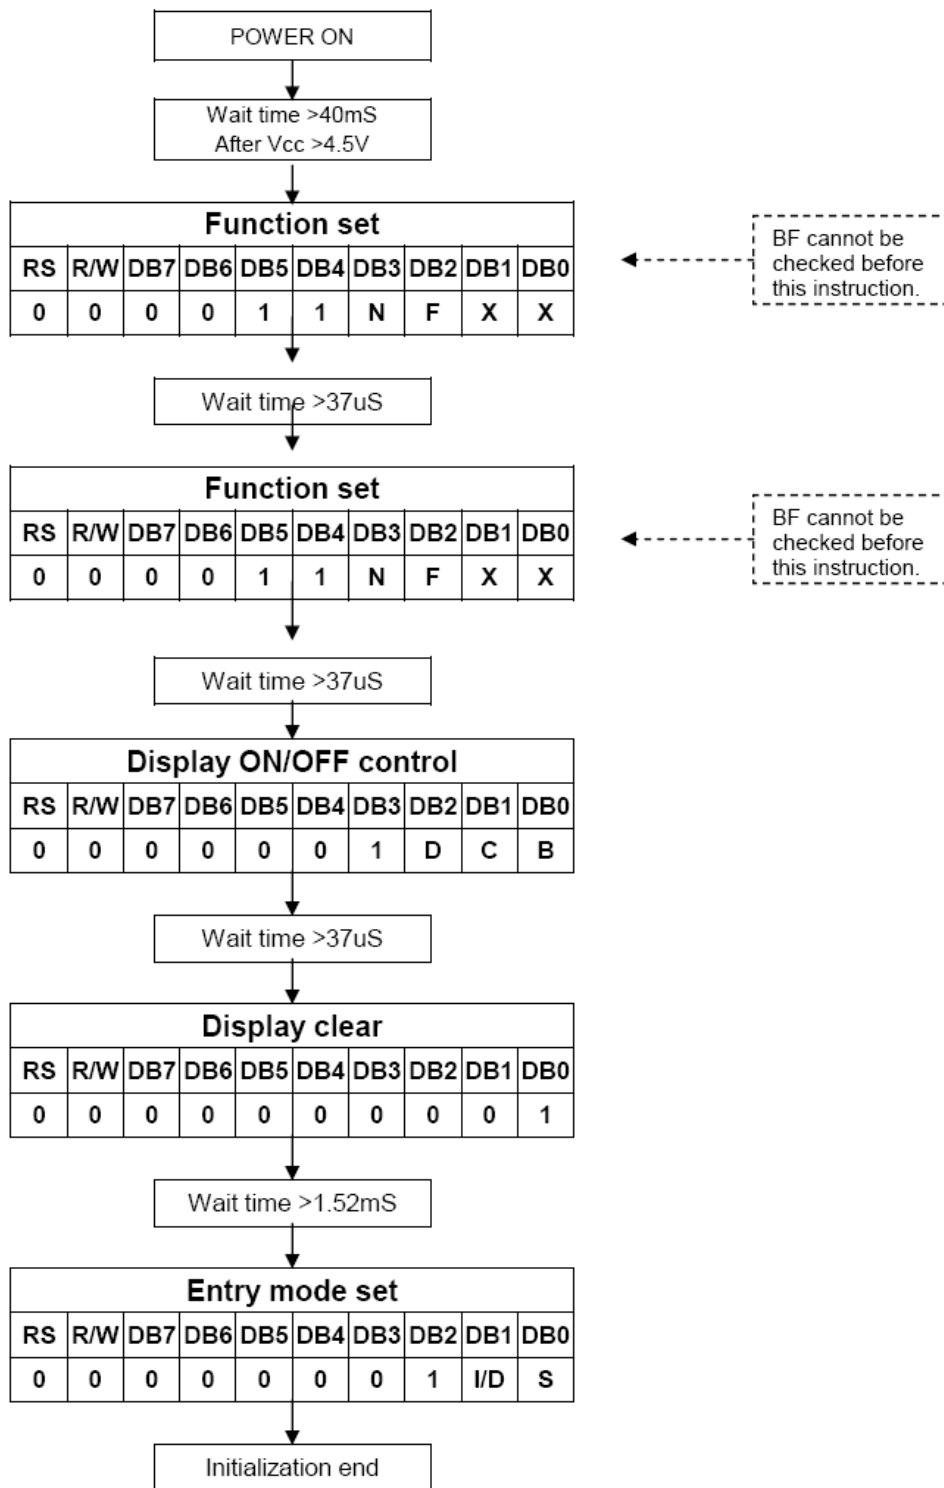 POWER ON
Wait time >40mS
After Vcc >4.5V
Function set
RS R/W DB7 DB6 DB5 DB4 DB3 DB2 DB1 DB0
0 0 0 0 1 1 N F X X
BF cannot be
checked before
this instruction.
Wait time >37uS
Function set
RS R/W DB7 DB6 DB5 DB4 DB3 DB2 DB1 DB0
0 0 0 0 1 1 N F X X
BF cannot be
checked before
this instruction.
Wait time >37uS
Display ON/OFF control
RS R/W DB7 DB6 DB5 DB4 DB3 DB2 DB1 DB0
0 0 0 0 0 0 1 D C B
Wait time >37uS
Display clear
RS R/W DB7 DB6 DB5 DB4 DB3 DB2 DB1 DB0
0 0 0 0 0 0 0 0 0 1
Wait time >1.52mS
Entry mode set
RS R/W DB7 DB6 DB5 DB4 DB3 DB2 DB1 DB0
0 0 0 0 0 0 0 1 I/D S
Initialization end